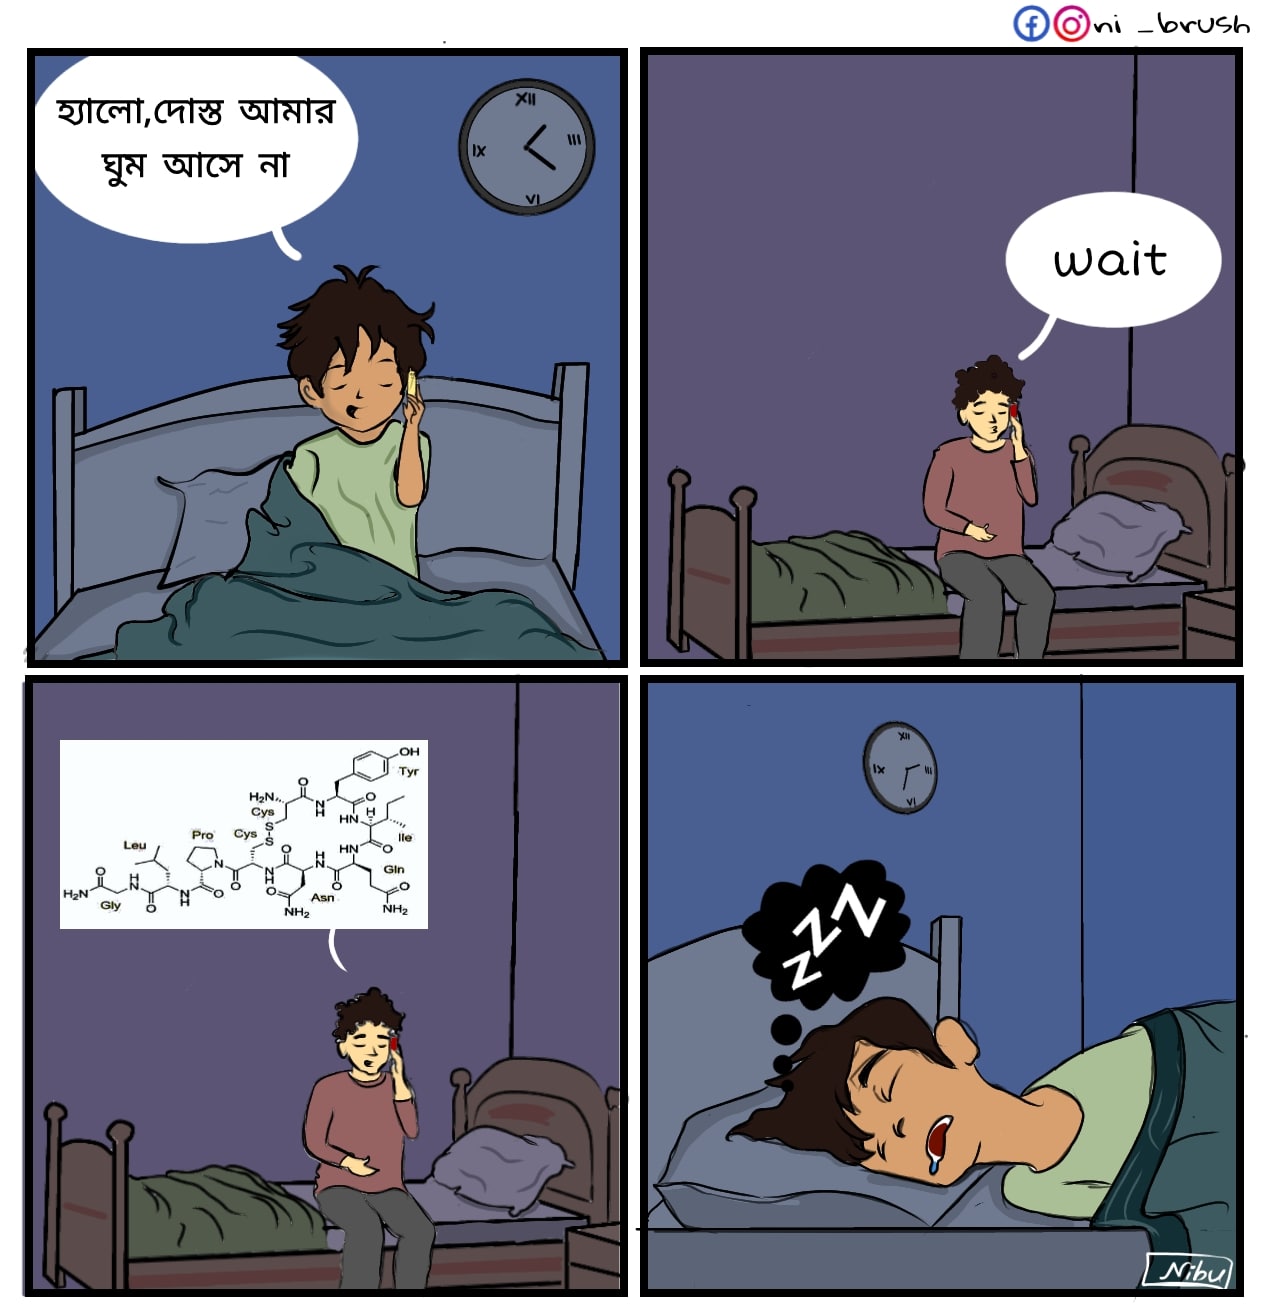 ni _brush
হ্যালো,দোস্ত আমার
ঘুম আসে না
XII
III
IX
VI
wait
OH
Tyr
O
H₂N
Cys
O
N
H
HN
H
Ile
O
S
S
Cys
Pro
Leu
O
H
N
HN
O
Gln
O
H₂N
O
H
N
O
N
H
O
N
O
N
H
O
O
NH₂
NH₂
Gly
Asn
XII
IX
III
VI
zzZ
Nibu